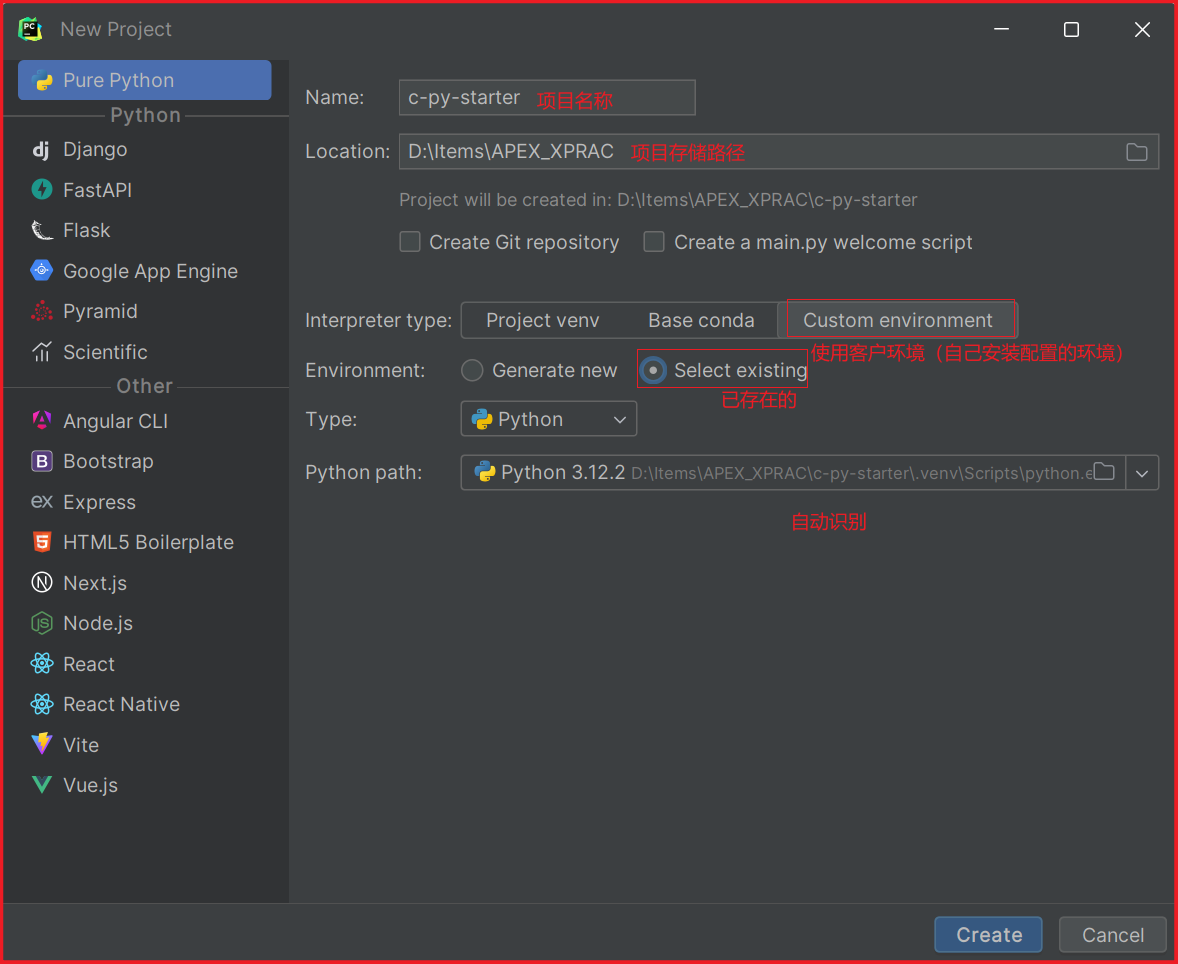 New Project
Pure Python
Python
Django
FastAPI
Flask
Google App Engine
Pyramid
Scientific
Other
Angular CLI
Bootstrap
Express
HTML5 Boilerplate
Next.js
Node.js
React
React Native
Vite
Vue.js
Name: c-py-starter 项目名称
Location: D:\Items\APEX_XPRAC 项目存储路径
Project will be created in: D:\Items\APEX_XPRAC\c-py-starter
Create Git repository Create a main.py welcome script
Interpreter type: Project venv Base conda Custom environment
使用客户环境（自己安装配置的环境）
Environment: Generate new Select existing
已存在的
Type: Python
Python path: Python 3.12.2 D:\Items\APEX_XPRAC\c-py-starter\.venv\Scripts\python.e
自动识别
Create Cancel